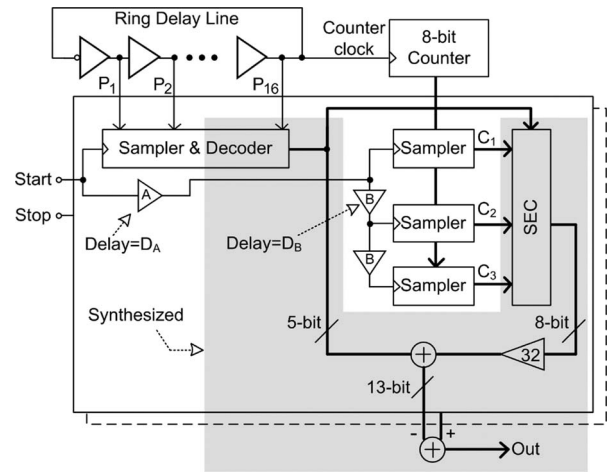 Ring Delay Line
Counter clock
8-bit Counter
P1
P2
P16
Sampler & Decoder
Sampler
C1
Start
A
B
Stop
Delay=DA
Delay=DB
Sampler
C2
SEC
B
Sampler
C3
Synthesized
5-bit
8-bit
32
+
13-bit
-
+
+
Out